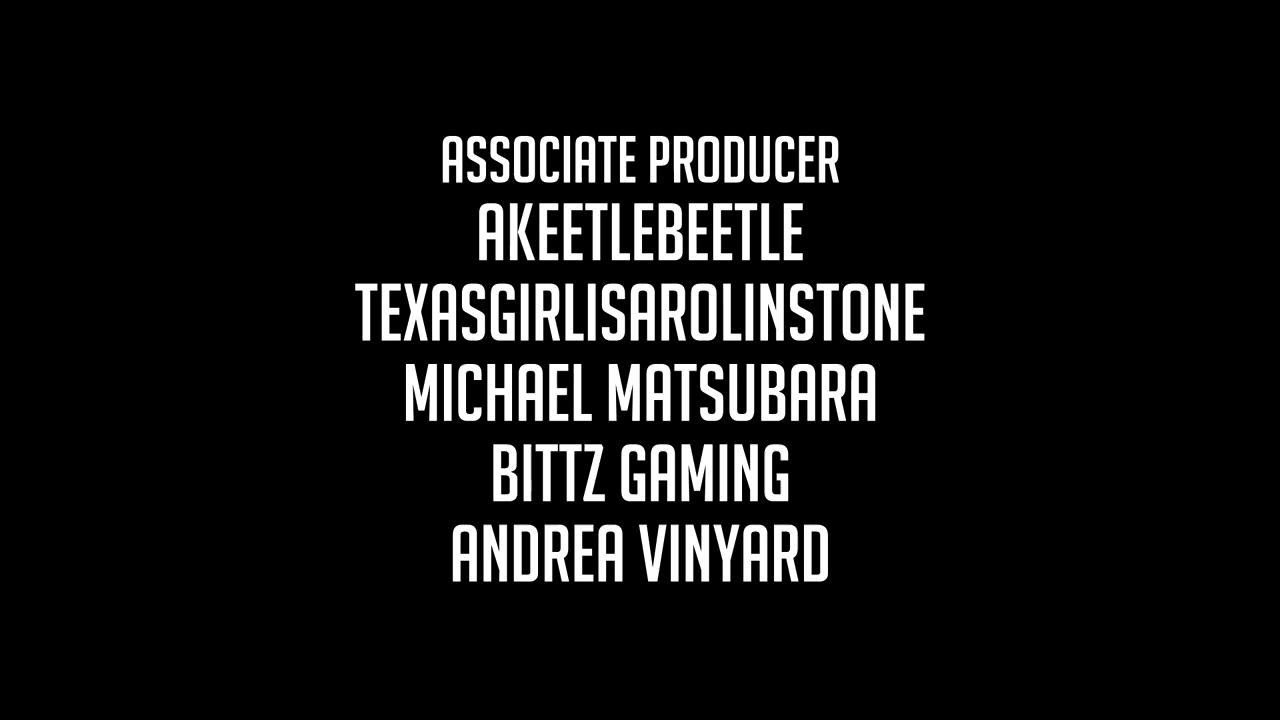 ASSOCIATE PRODUCER
AKEETLEBEETLE
TEXASGIRLISAROLINSTONE
MICHAEL MATSUBARA
BITTZ GAMING
ANDREA VINYARD